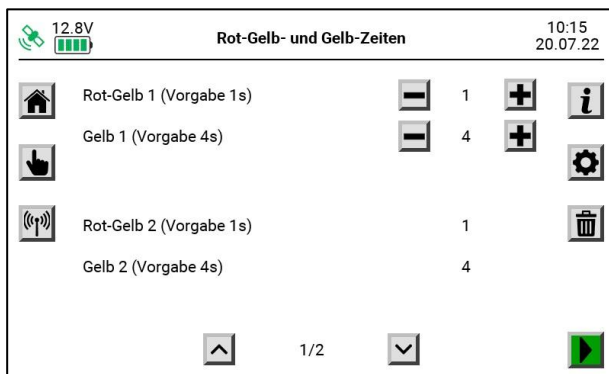 12.8V
Rot-Gelb- und Gelb-Zeiten
10:15
20.07.22
Rot-Gelb 1 (Vorgabe 1s) 1
Gelb 1 (Vorgabe 4s) 4
Rot-Gelb 2 (Vorgabe 1s) 1
Gelb 2 (Vorgabe 4s) 4
1/2